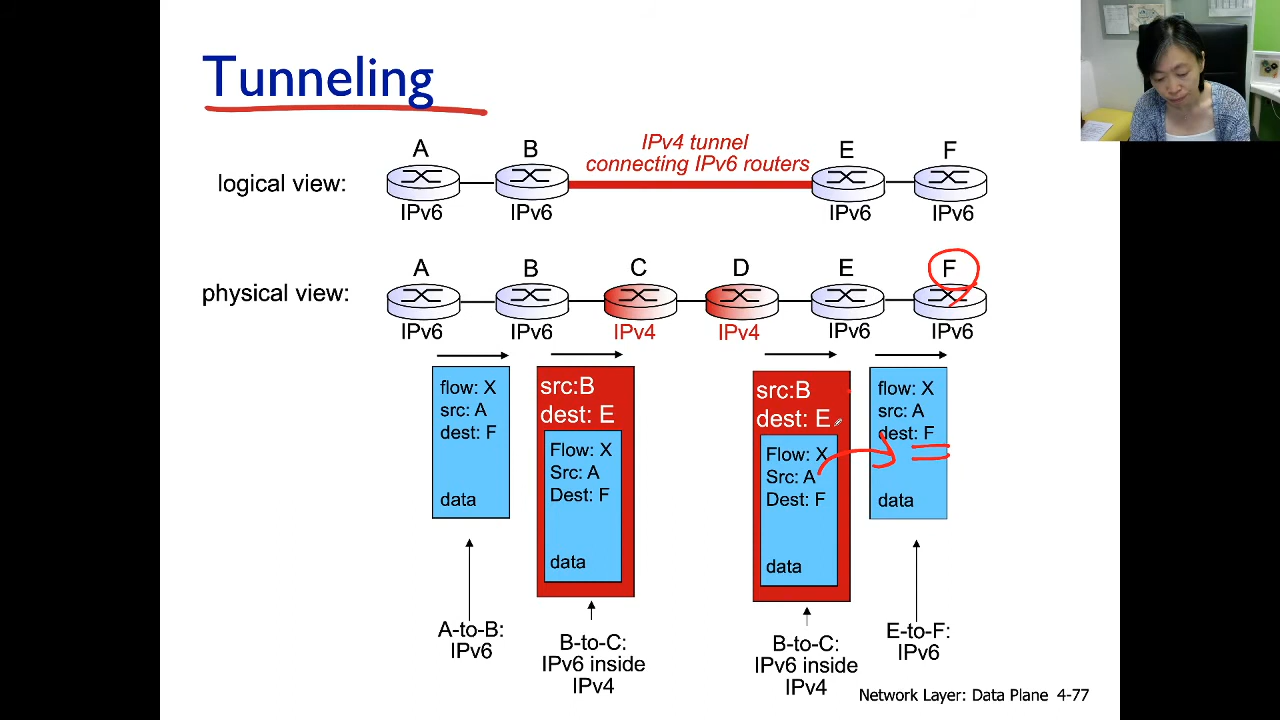 Tunneling
IPv4 tunnel
connecting IPv6 routers
A B E F
logical view:
IPv6 IPv6 IPv6 IPv6
A B C D E F
physical view:
IPv6 IPv6 IPv4 IPv4 IPv6 IPv6
flow: X
src: A
dest: F
data
src:B
dest: E
Flow: X
Src: A
Dest: F
data
src:B
dest: E
Flow: X
Src: A
Dest: F
data
flow: X
src: A
dest: F
data
A-to-B:
IPv6
B-to-C:
IPv6 inside
IPv4
B-to-C:
IPv6 inside
IPv4
E-to-F:
IPv6
Network Layer: Data Plane 4-77